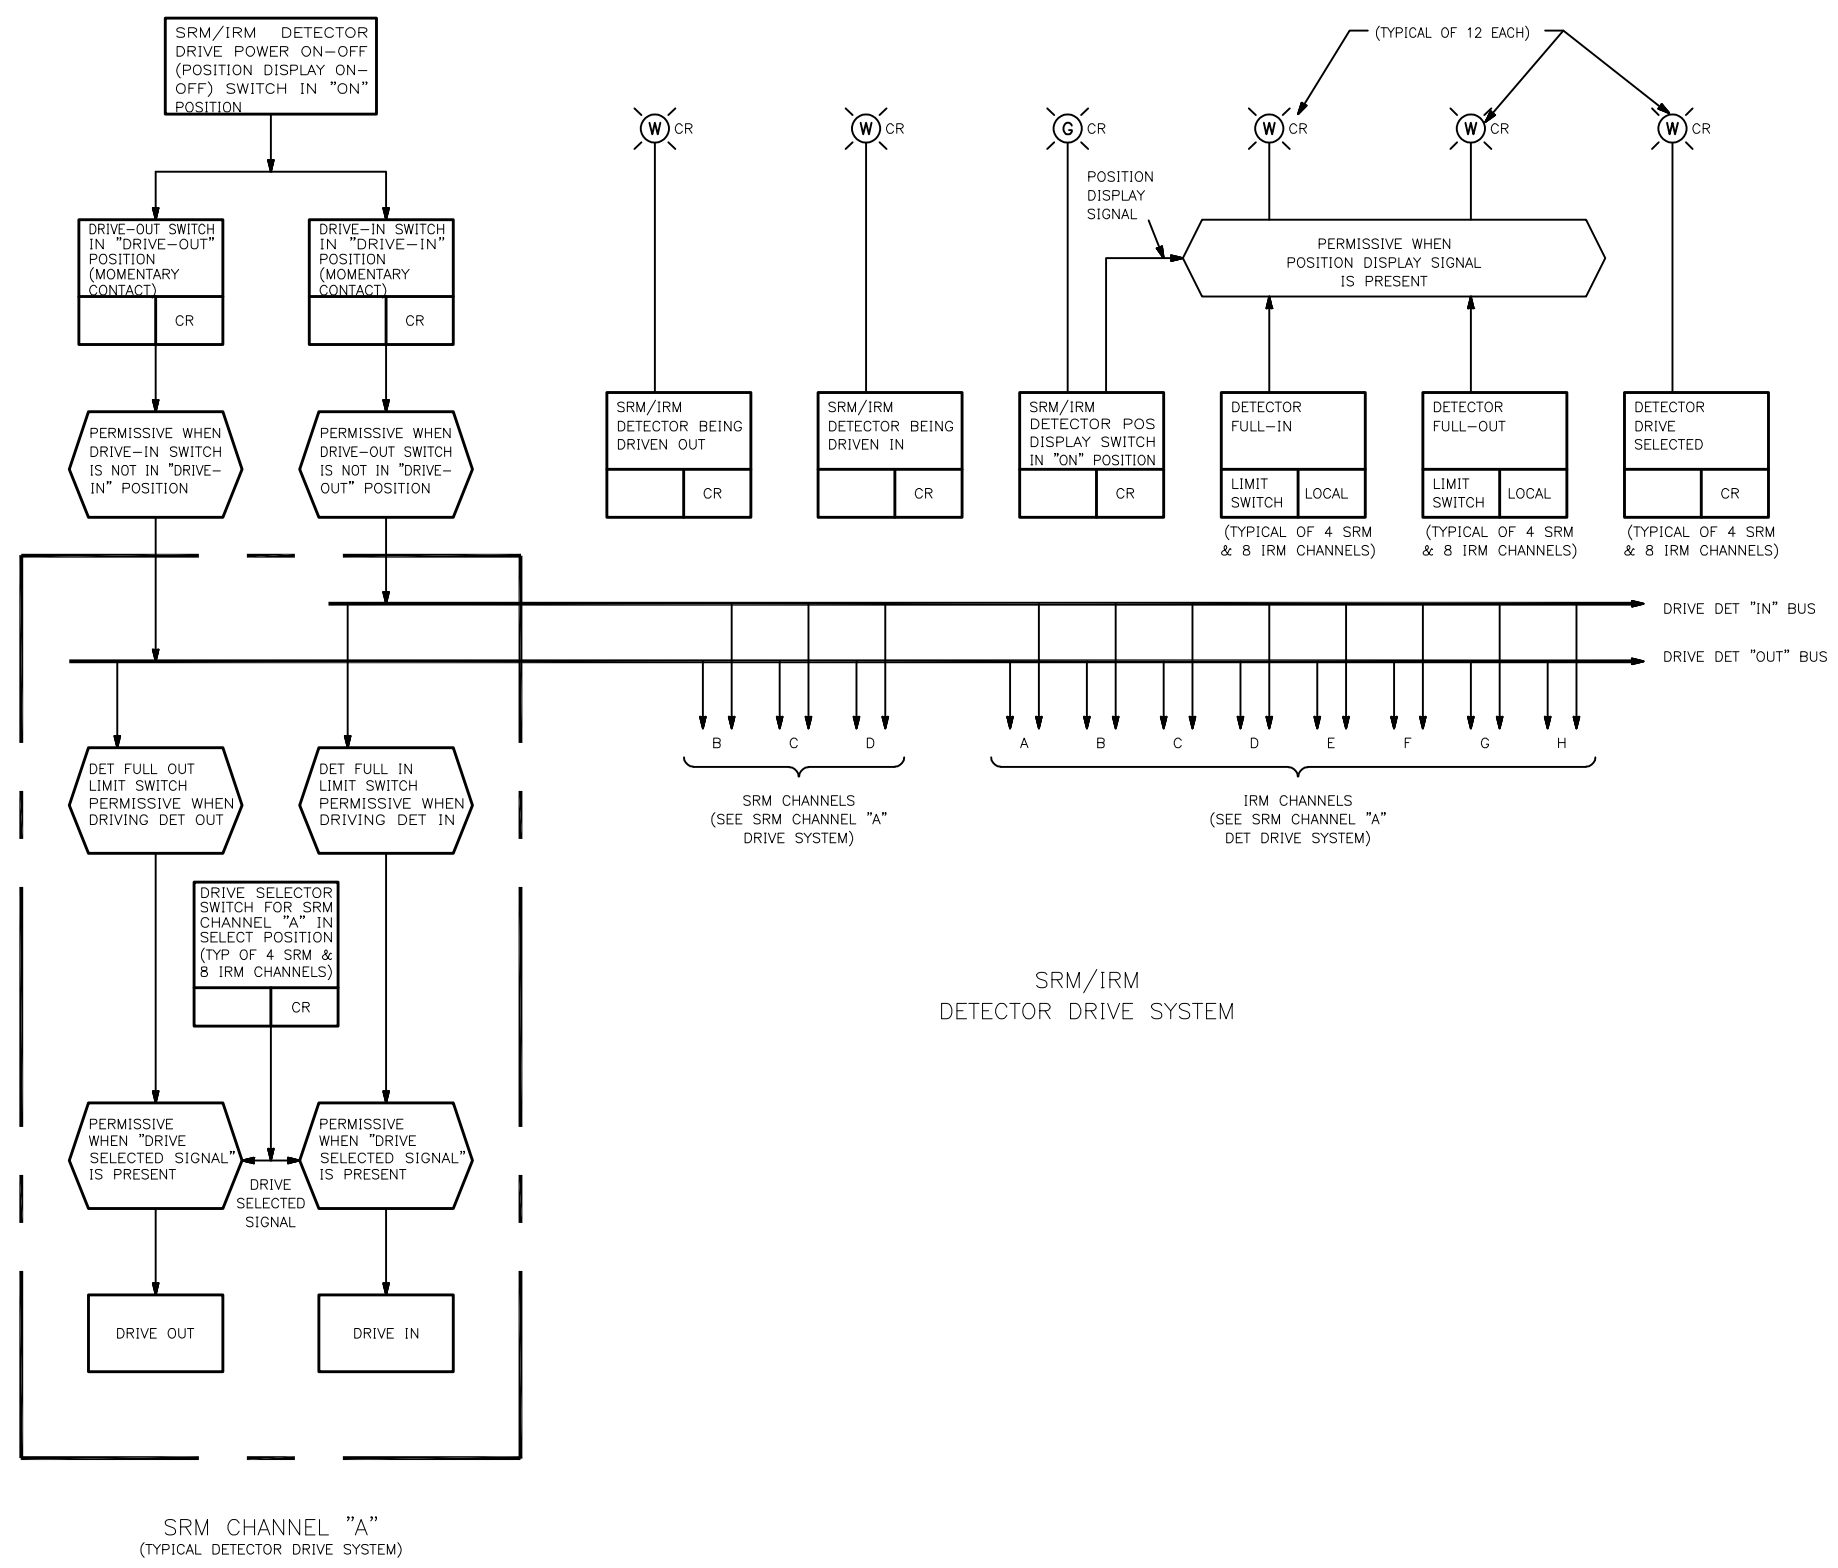 SRM/IRM DETECTOR
DRIVE POWER ON-OFF
(POSITION DISPLAY ON-
OFF) SWITCH IN "ON"
POSITION
DRIVE-OUT SWITCH
IN "DRIVE-OUT"
POSITION
(MOMENTARY
CONTACT)
CR
DRIVE-IN SWITCH
IN "DRIVE-IN"
POSITION
(MOMENTARY
CONTACT)
CR
PERMISSIVE WHEN
DRIVE-IN SWITCH
IS NOT IN "DRIVE-
IN" POSITION
PERMISSIVE WHEN
DRIVE-OUT SWITCH
IS NOT IN "DRIVE-
OUT" POSITION
(TYPICAL OF 12 EACH)
W CR
W CR
G CR
W CR
W CR
W CR
POSITION
DISPLAY
SIGNAL
PERMISSIVE WHEN
POSITION DISPLAY SIGNAL
IS PRESENT
SRM/IRM
DETECTOR BEING
DRIVEN OUT
CR
SRM/IRM
DETECTOR BEING
DRIVEN IN
CR
SRM/IRM
DETECTOR POS
DISPLAY SWITCH
IN "ON" POSITION
CR
DETECTOR
FULL-IN
LIMIT
SWITCH
LOCAL
(TYPICAL OF 4 SRM
& 8 IRM CHANNELS)
DETECTOR
FULL-OUT
LIMIT
SWITCH
LOCAL
(TYPICAL OF 4 SRM
& 8 IRM CHANNELS)
DETECTOR
DRIVE
SELECTED
CR
(TYPICAL OF 4 SRM
& 8 IRM CHANNELS)
DRIVE DET "IN" BUS
DRIVE DET "OUT" BUS
B C D
A B C D E F G H
SRM CHANNELS
(SEE SRM CHANNEL "A"
DRIVE SYSTEM)
IRM CHANNELS
(SEE SRM CHANNEL "A"
DET DRIVE SYSTEM)
DET FULL OUT
LIMIT SWITCH
PERMISSIVE WHEN
DRIVING DET OUT
DET FULL IN
LIMIT SWITCH
PERMISSIVE WHEN
DRIVING DET IN
DRIVE SELECTOR
SWITCH FOR SRM
CHANNEL "A" IN
SELECT POSITION
(TYP OF 4 SRM &
8 IRM CHANNELS)
CR
PERMISSIVE
WHEN "DRIVE
SELECTED SIGNAL"
IS PRESENT
PERMISSIVE
WHEN "DRIVE
SELECTED SIGNAL"
IS PRESENT
DRIVE
SELECTED
SIGNAL
DRIVE OUT
DRIVE IN
SRM/IRM
DETECTOR DRIVE SYSTEM
SRM CHANNEL "A"
(TYPICAL DETECTOR DRIVE SYSTEM)